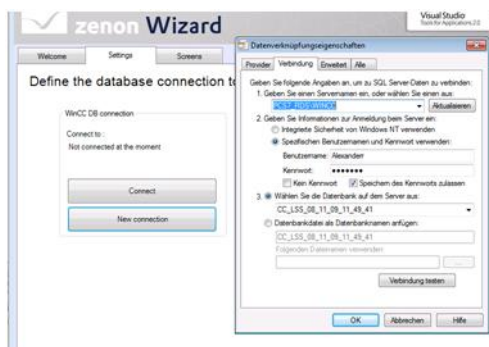 zenon Wizard
Visual Studio
Tools for Applications 2.0
Welcome
Settings
Screens
Define the database connection to
WinCC DB connection
Connect to :
Not connected at the moment
Connect
New connection
Datenverknüpfungseigenschaften
Provider
Verbindung
Erweitert
Alle
Geben Sie folgende Angaben an, um zu SQL Server-Daten zu verbinden:
1. Geben Sie einen Servernamen ein, oder wählen Sie einen aus:
Aktualisieren
2. Geben Sie Informationen zur Anmeldung beim Server ein:
Integrierte Sicherheit von Windows NT verwenden
Spezifischen Benutzernamen und Kennwort verwenden:
Benutzername: Alexanderr
Kennwort: •••••••
Kein Kennwort
Speichern des Kennworts zulassen
3. Wählen Sie die Datenbank auf dem Server aus:
CC_LSS_08_11_09_11_49_41
Datenbankdatei als Datenbanknamen anfügen:
CC_LSS_08_11_09_11_49_41
Folgenden Dateinamen verwenden:
...
Verbindung testen
OK
Abbrechen
Hilfe